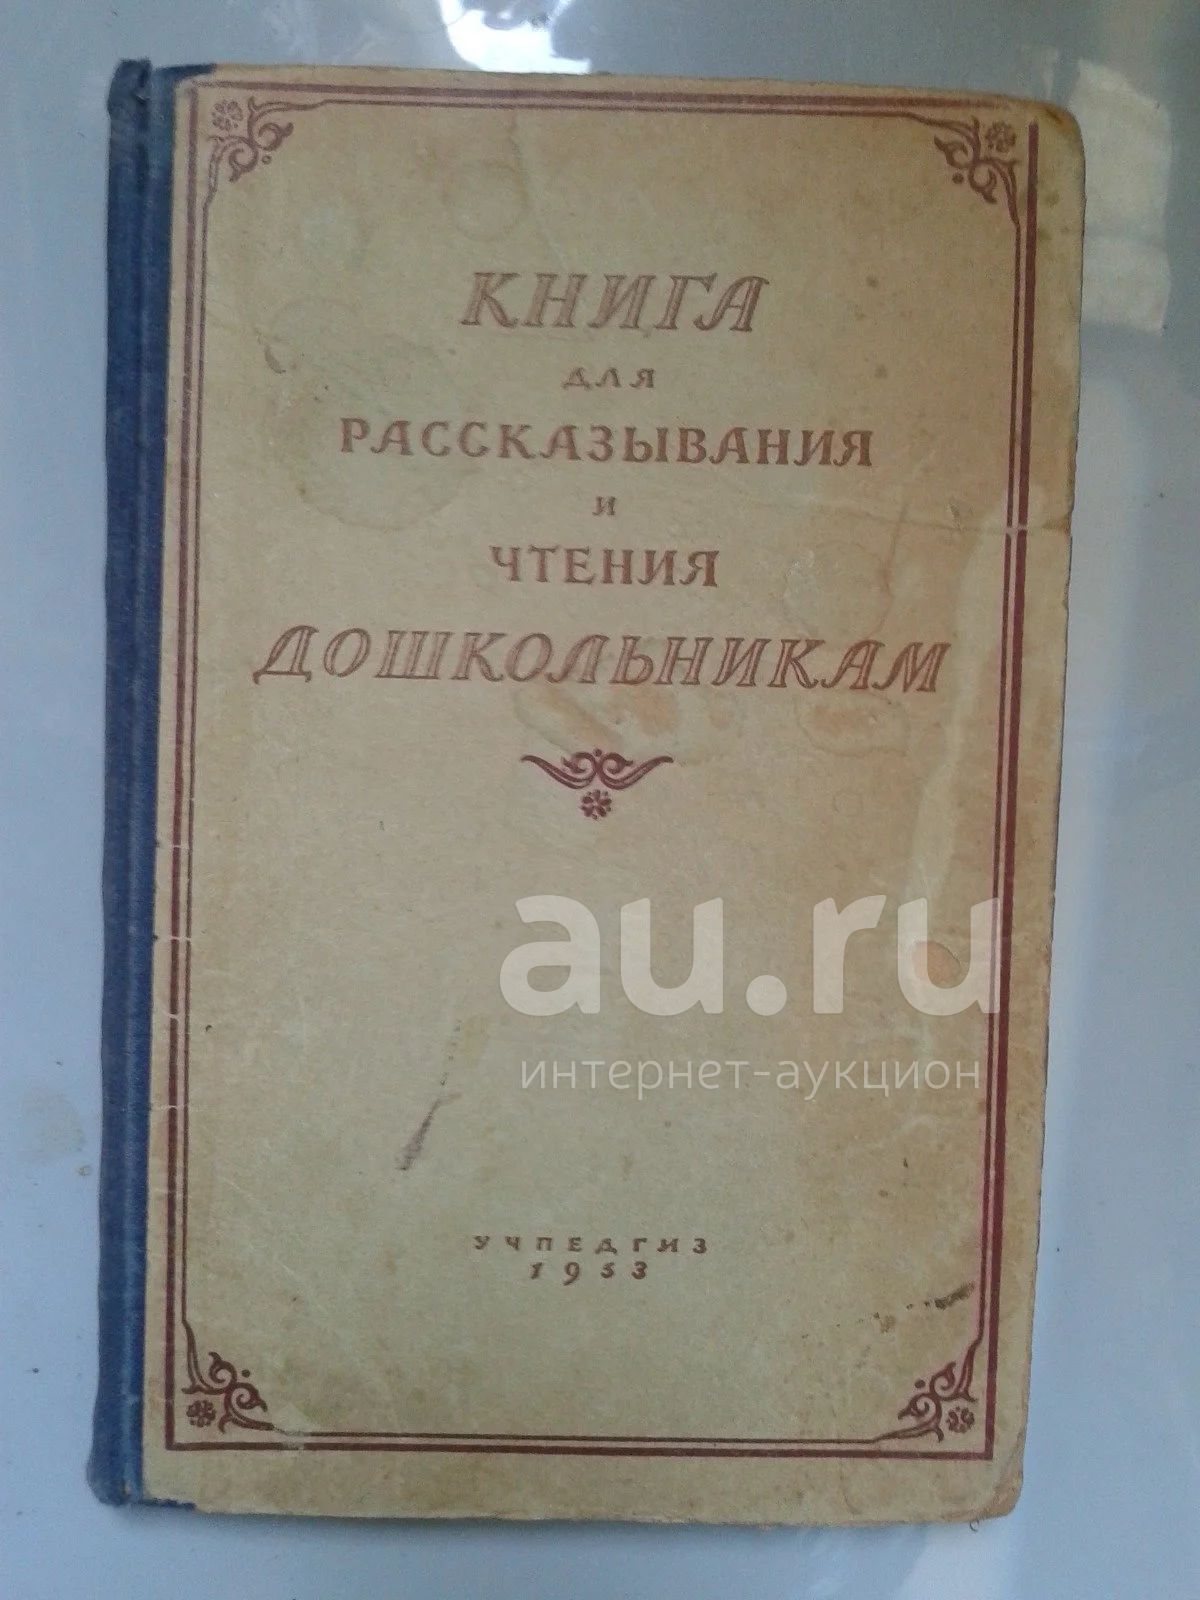 КНИГА
ДЛЯ
РАССКАЗЫВАНИЯ
И
ЧТЕНИЯ
ДОШКОЛЬНИКАМ
au.ru
интернет-аукцион
УЧПЕДГИЗ
1953